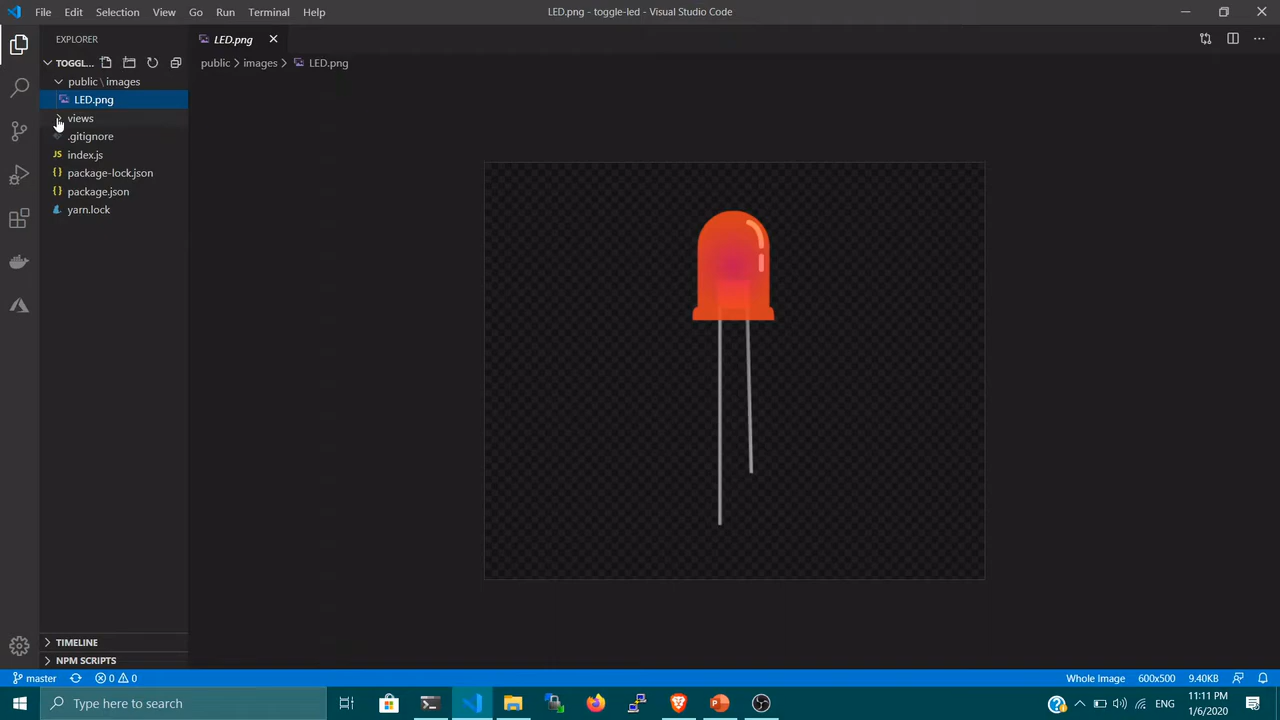 File Edit Selection View Go Run Terminal Help
LED.png - toggle-led - Visual Studio Code
EXPLORER
LED.png
TOGGL...
public > images > LED.png
public \ images
LED.png
views
.gitignore
JS index.js
{} package-lock.json
{} package.json
yarn.lock
TIMELINE
NPM SCRIPTS
master
0 0
Whole Image
600x500
9.40KB
Type here to search
ENG
11:11 PM
1/6/2020